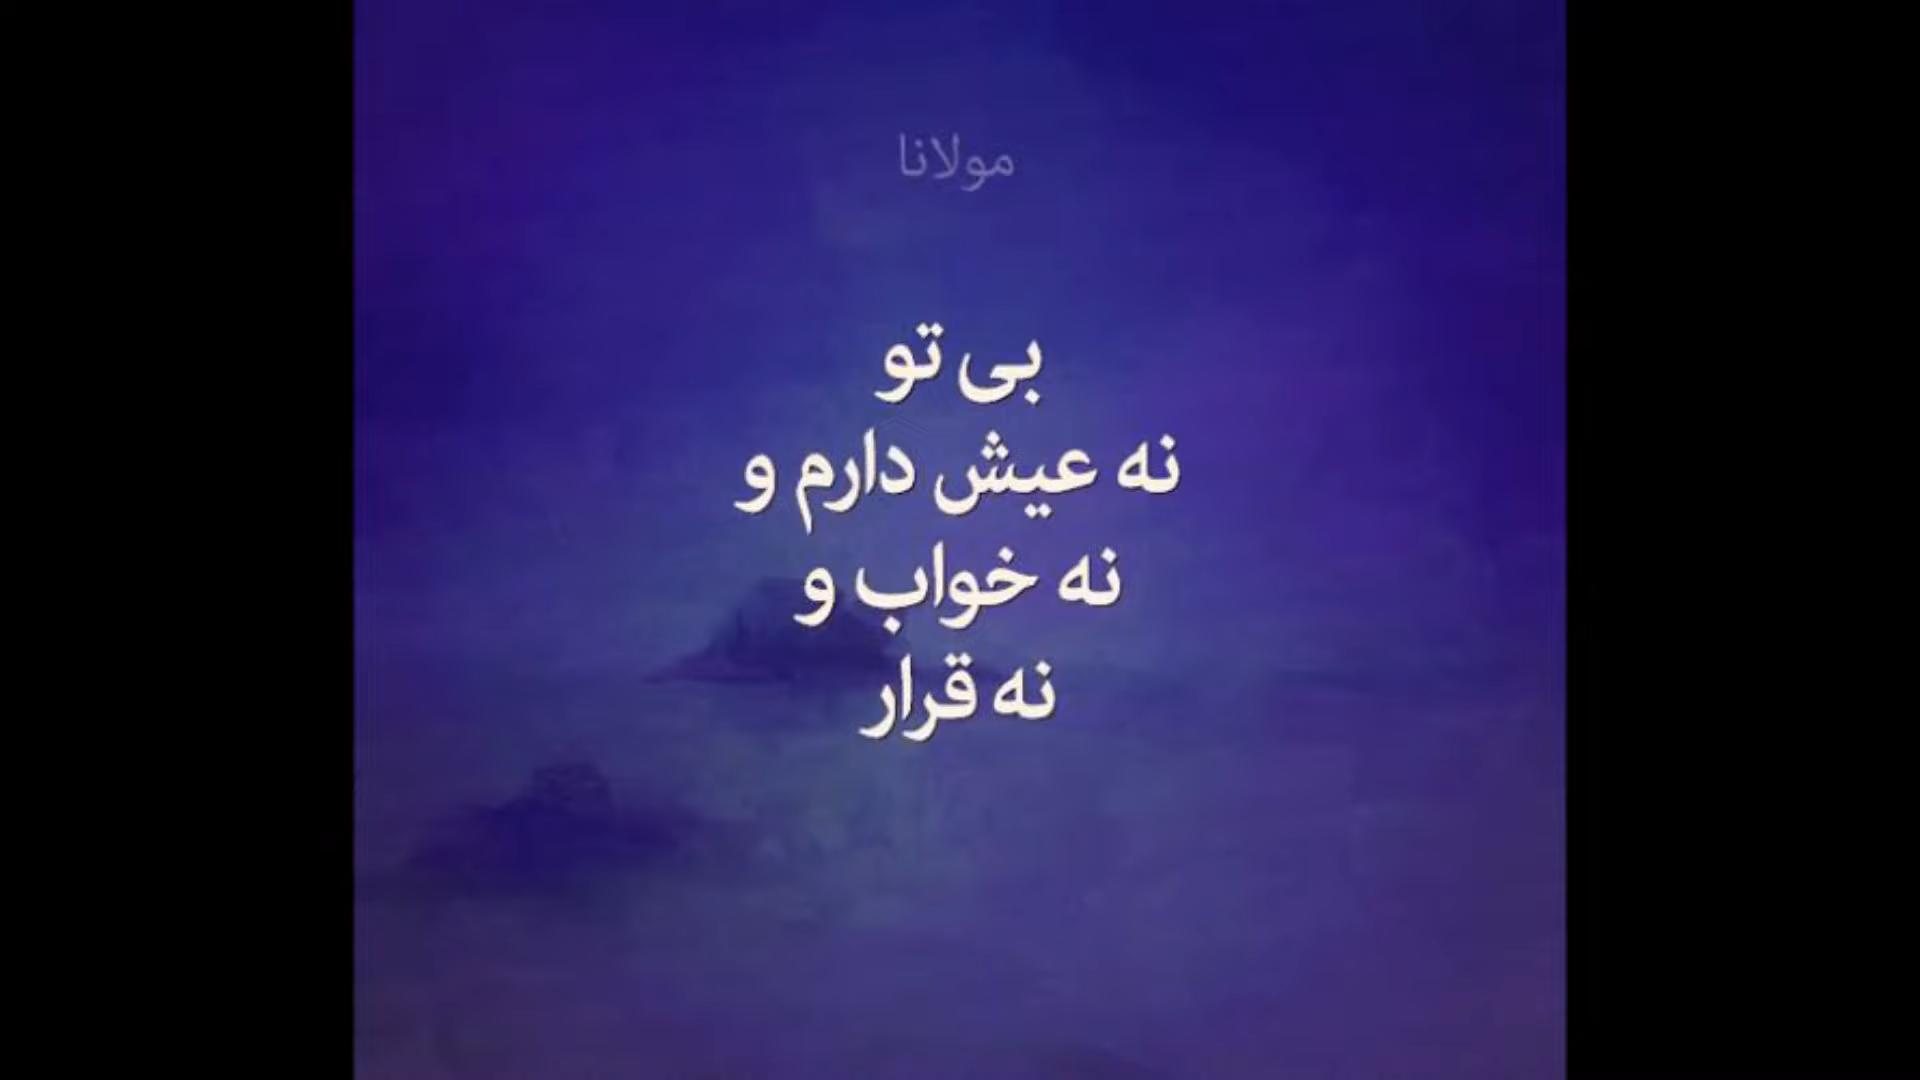 مولانا
بی تو
نه عیش دارم و
نه خواب و
نه قرار